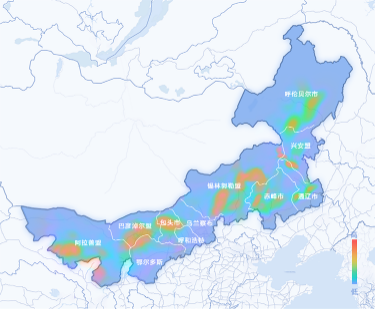 呼伦贝尔市
兴安盟
锡林郭勒盟
赤峰市
通辽市
巴彦淖尔盟
包头市
乌兰察布
阿拉善盟
呼和浩特
鄂尔多斯
高
低